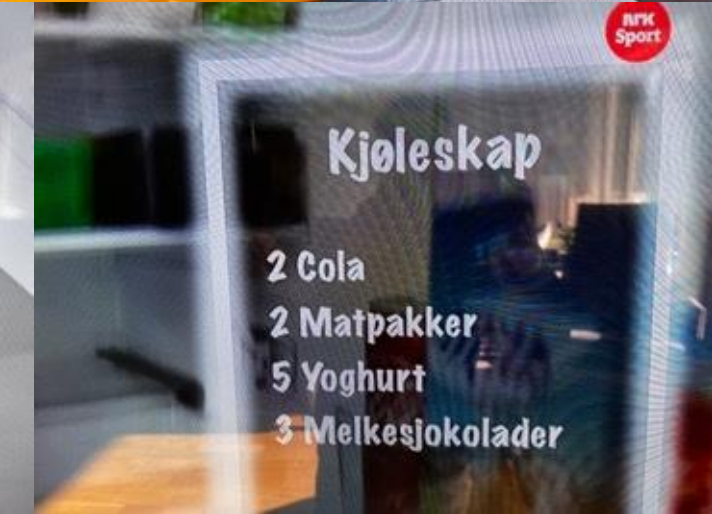 NRK
Sport
Kjøleskap
2 Cola
2 Matpakker
5 Yoghurt
3 Melkesjokolader